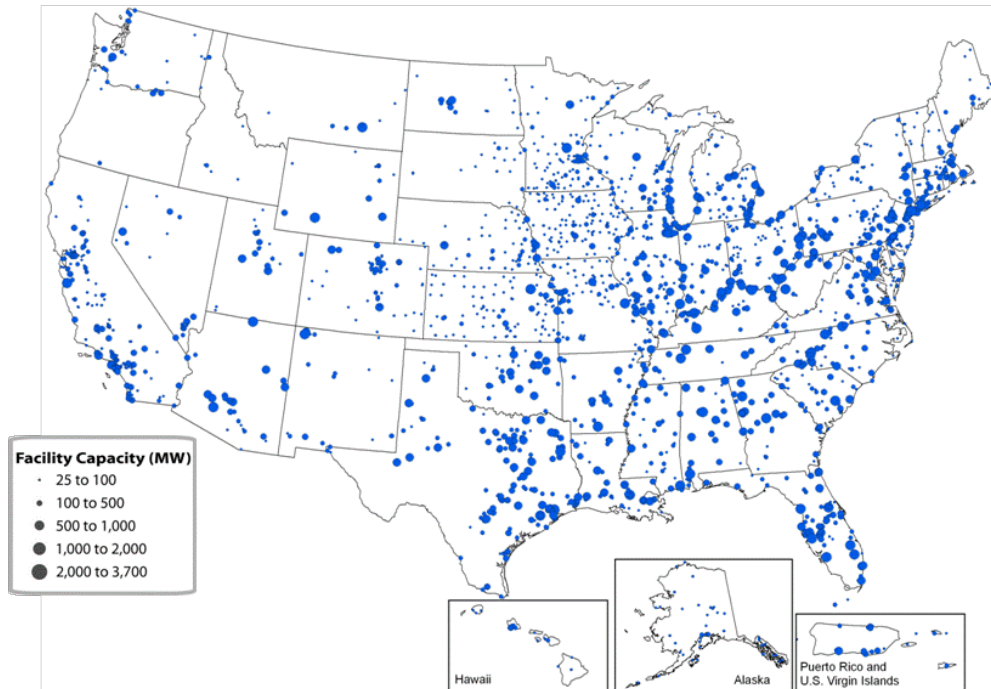 Facility Capacity (MW)
25 to 100
100 to 500
500 to 1,000
1,000 to 2,000
2,000 to 3,700
Hawaii
Alaska
Puerto Rico and
U.S. Virgin Islands